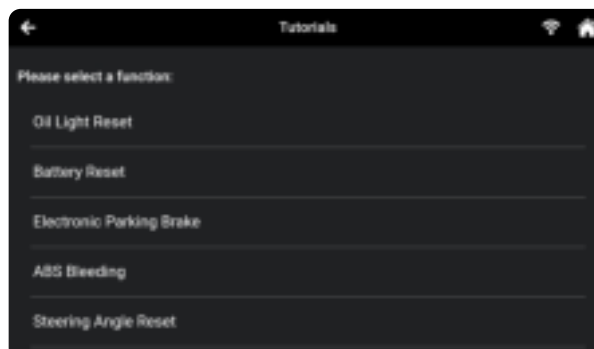 Tutorials
Please select a function:
Oil Light Reset
Battery Reset
Electronic Parking Brake
ABS Bleeding
Steering Angle Reset